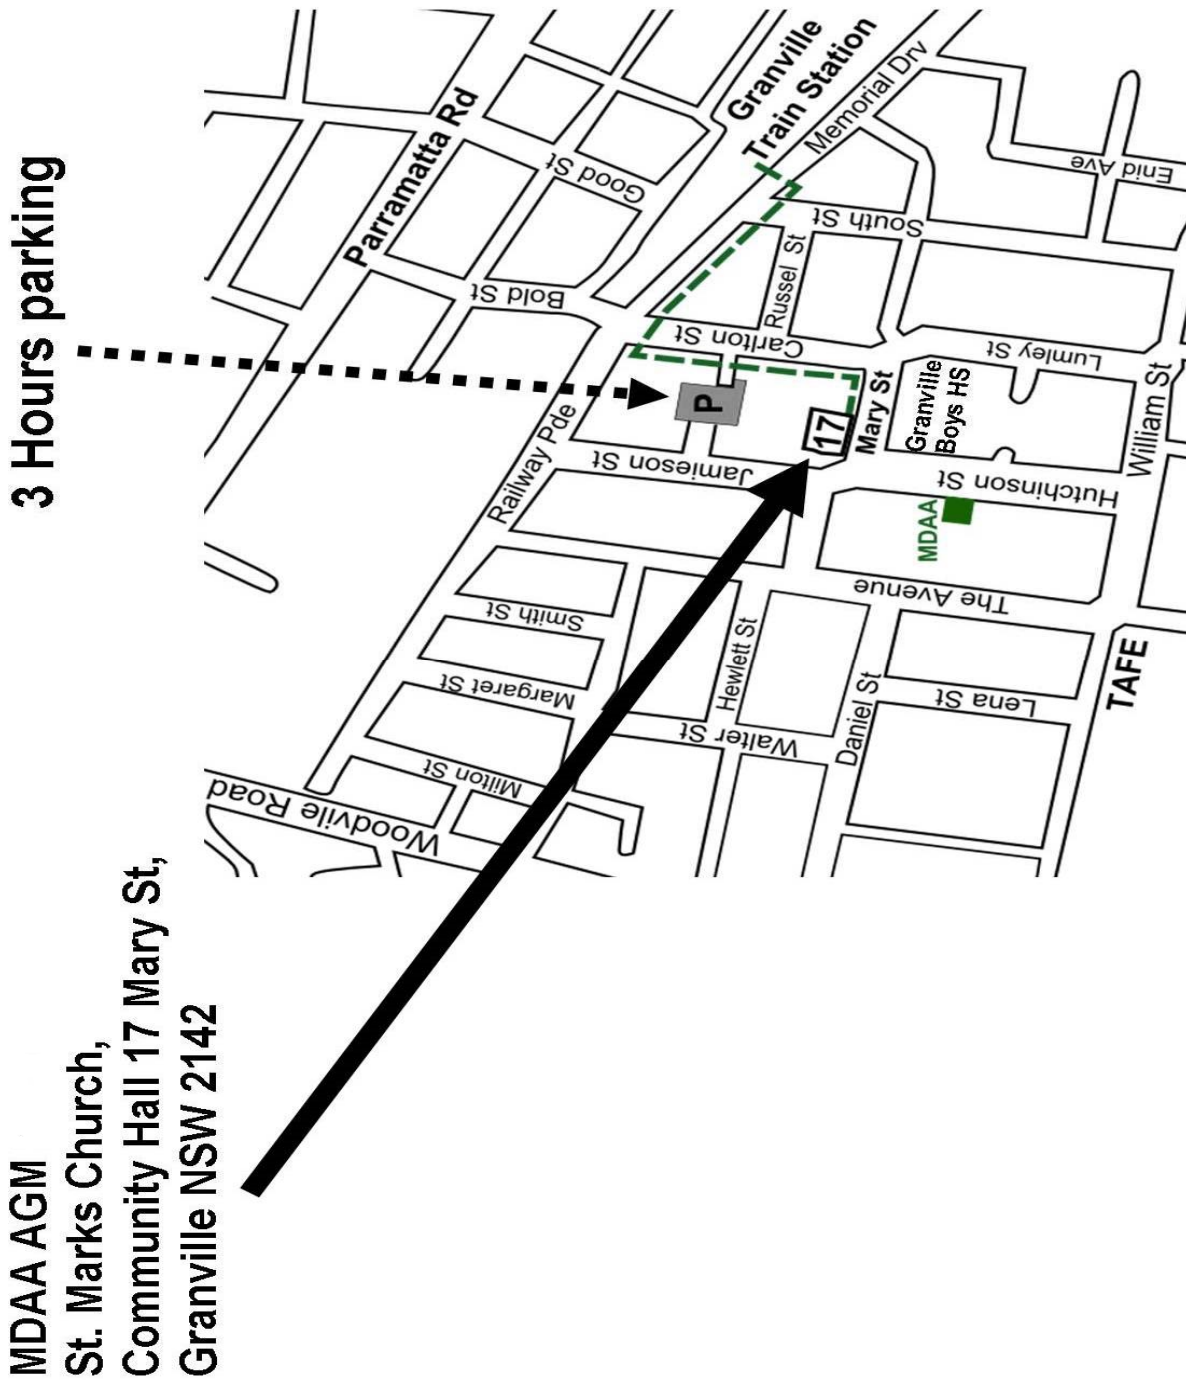 MDAA AGM
St. Marks Church,
Community Hall 17 Mary St,
Granville NSW 2142
3 Hours parking
Woodvile Road
Railway Pde
Parramatta Rd
Good St
Bold St
Granville
Train Station
Memorial Drv
Milton St
Margaret St
Smith St
Jamieson St
P
Carlton St
Russel St
South St
Enid Ave
Walter St
Hewlett St
17
Mary St
Daniel St
The Avenue
MDAA
Hutchinson St
Granville
Boys HS
Lumley St
Lena St
TAFE
William St